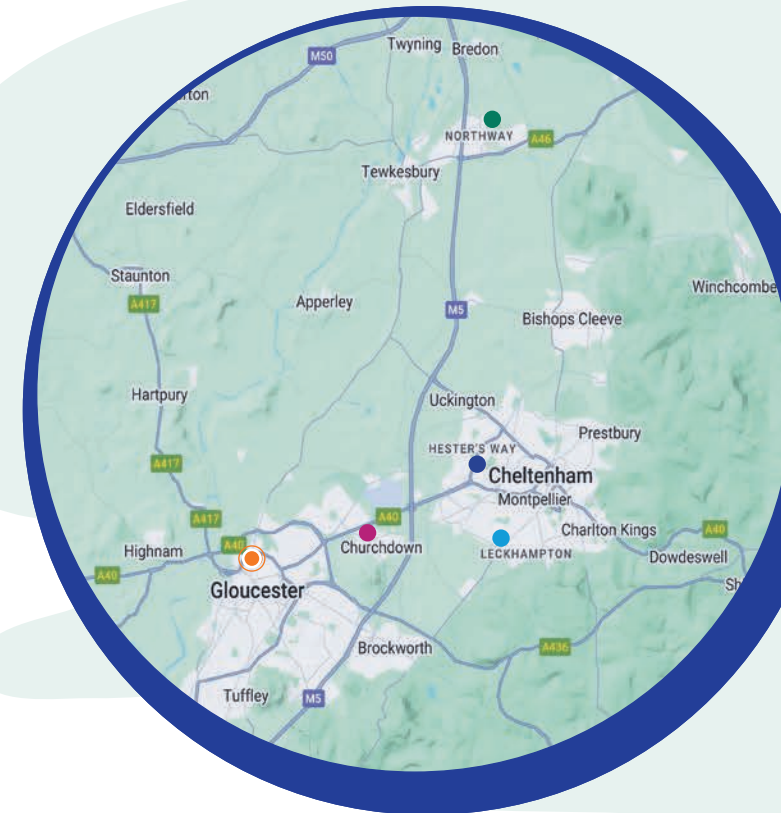 Twyning
Bredon
M50
NORTHWAY
A46
Tewkesbury
Eldersfield
Staunton
A417
Apperley
M5
Winchcombe
Bishops Cleeve
Hartpury
Uckington
Prestbury
HESTER'S WAY
A417
Cheltenham
Montpellier
A417
A40
Charlton Kings
A40
Highnam
A40
Churchdown
LECKHAMPTON
Dowdeswell
A40
Gloucester
Brockworth
A436
Tuffley
M5